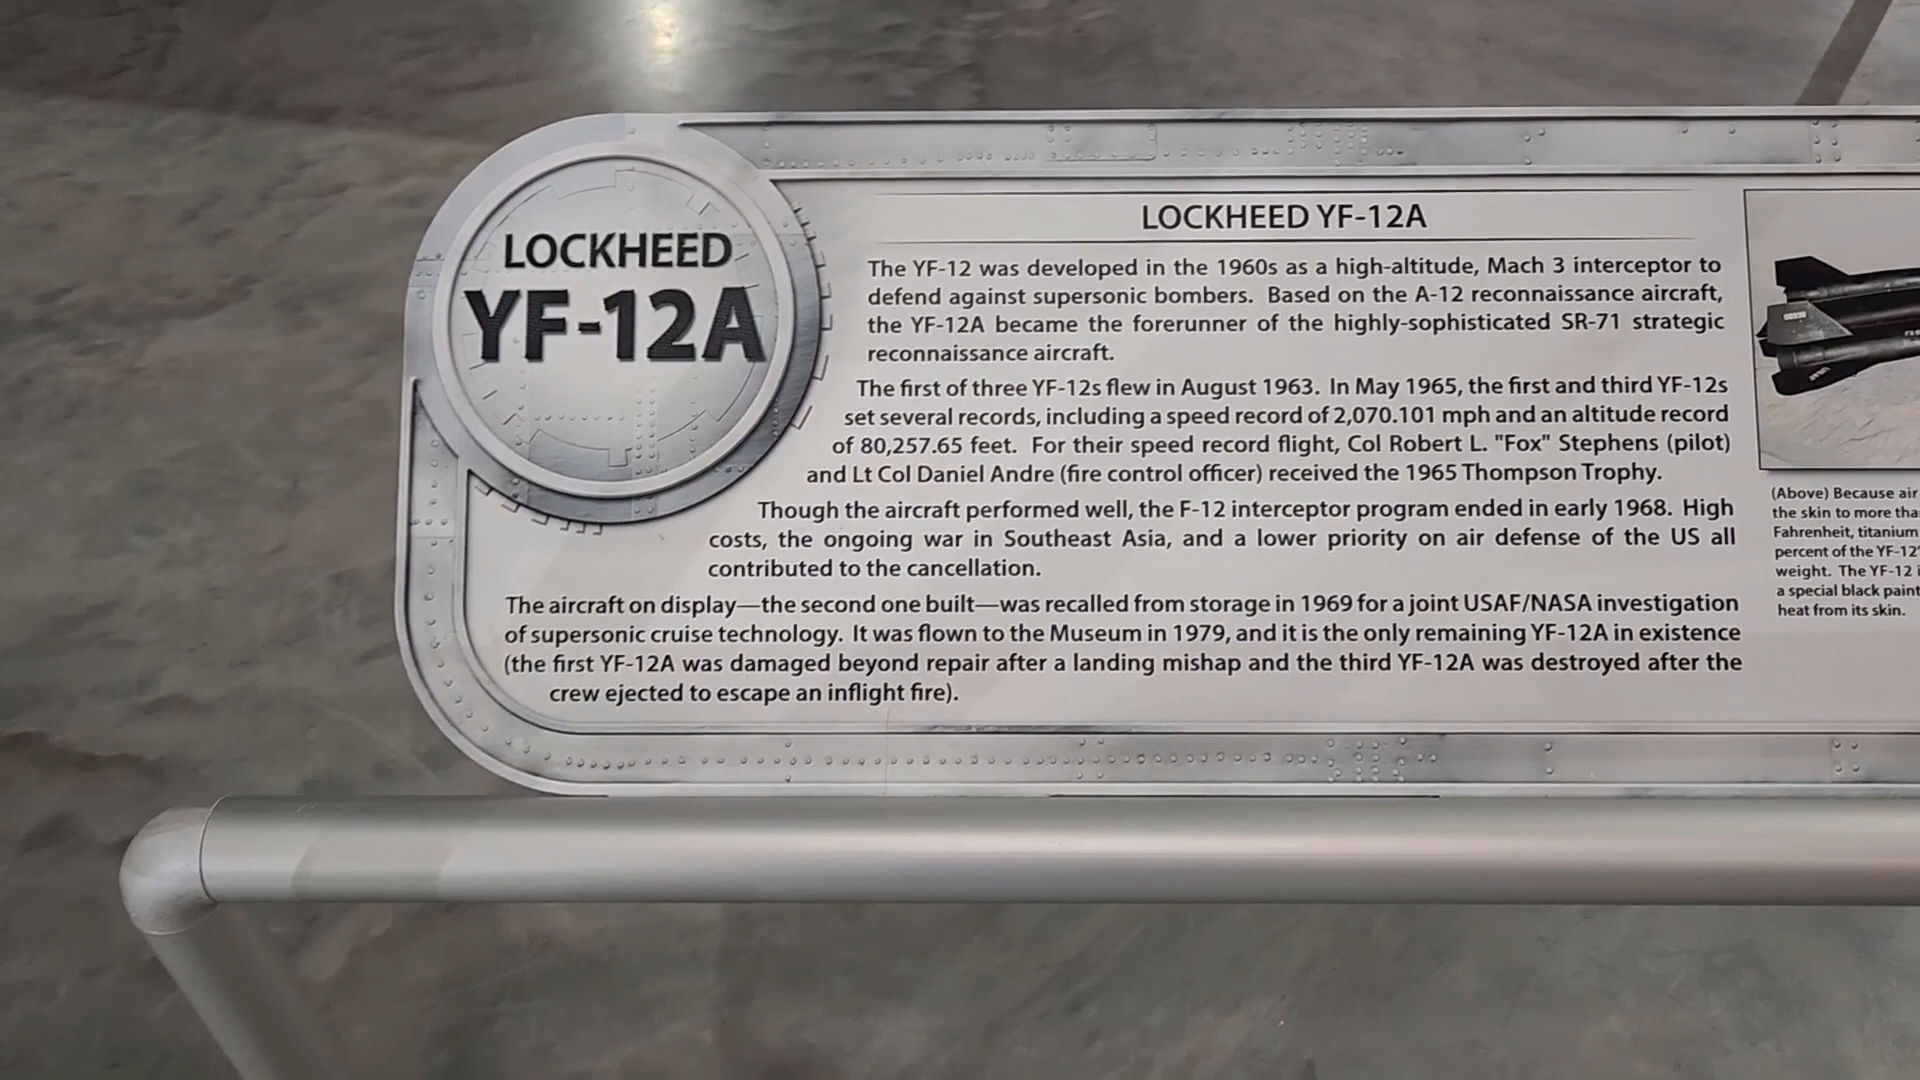 LOCKHEED
YF-12A
LOCKHEED YF-12A
The YF-12 was developed in the 1960s as a high-altitude, Mach 3 interceptor to
defend against supersonic bombers. Based on the A-12 reconnaissance aircraft,
the YF-12A became the forerunner of the highly-sophisticated SR-71 strategic
reconnaissance aircraft.
The first of three YF-12s flew in August 1963. In May 1965, the first and third YF-12s
set several records, including a speed record of 2,070.101 mph and an altitude record
of 80,257.65 feet. For their speed record flight, Col Robert L. "Fox" Stephens (pilot)
and Lt Col Daniel Andre (fire control officer) received the 1965 Thompson Trophy.
Though the aircraft performed well, the F-12 interceptor program ended in early 1968. High
costs, the ongoing war in Southeast Asia, and a lower priority on air defense of the US all
contributed to the cancellation.
The aircraft on display—the second one built—was recalled from storage in 1969 for a joint USAF/NASA investigation
of supersonic cruise technology. It was flown to the Museum in 1979, and it is the only remaining YF-12A in existence
(the first YF-12A was damaged beyond repair after a landing mishap and the third YF-12A was destroyed after the
crew ejected to escape an inflight fire).
(Above) Because air
the skin to more
Fahrenheit, titanium
percent of the
weight. The YF-12
a special black paint
heat from its skin.